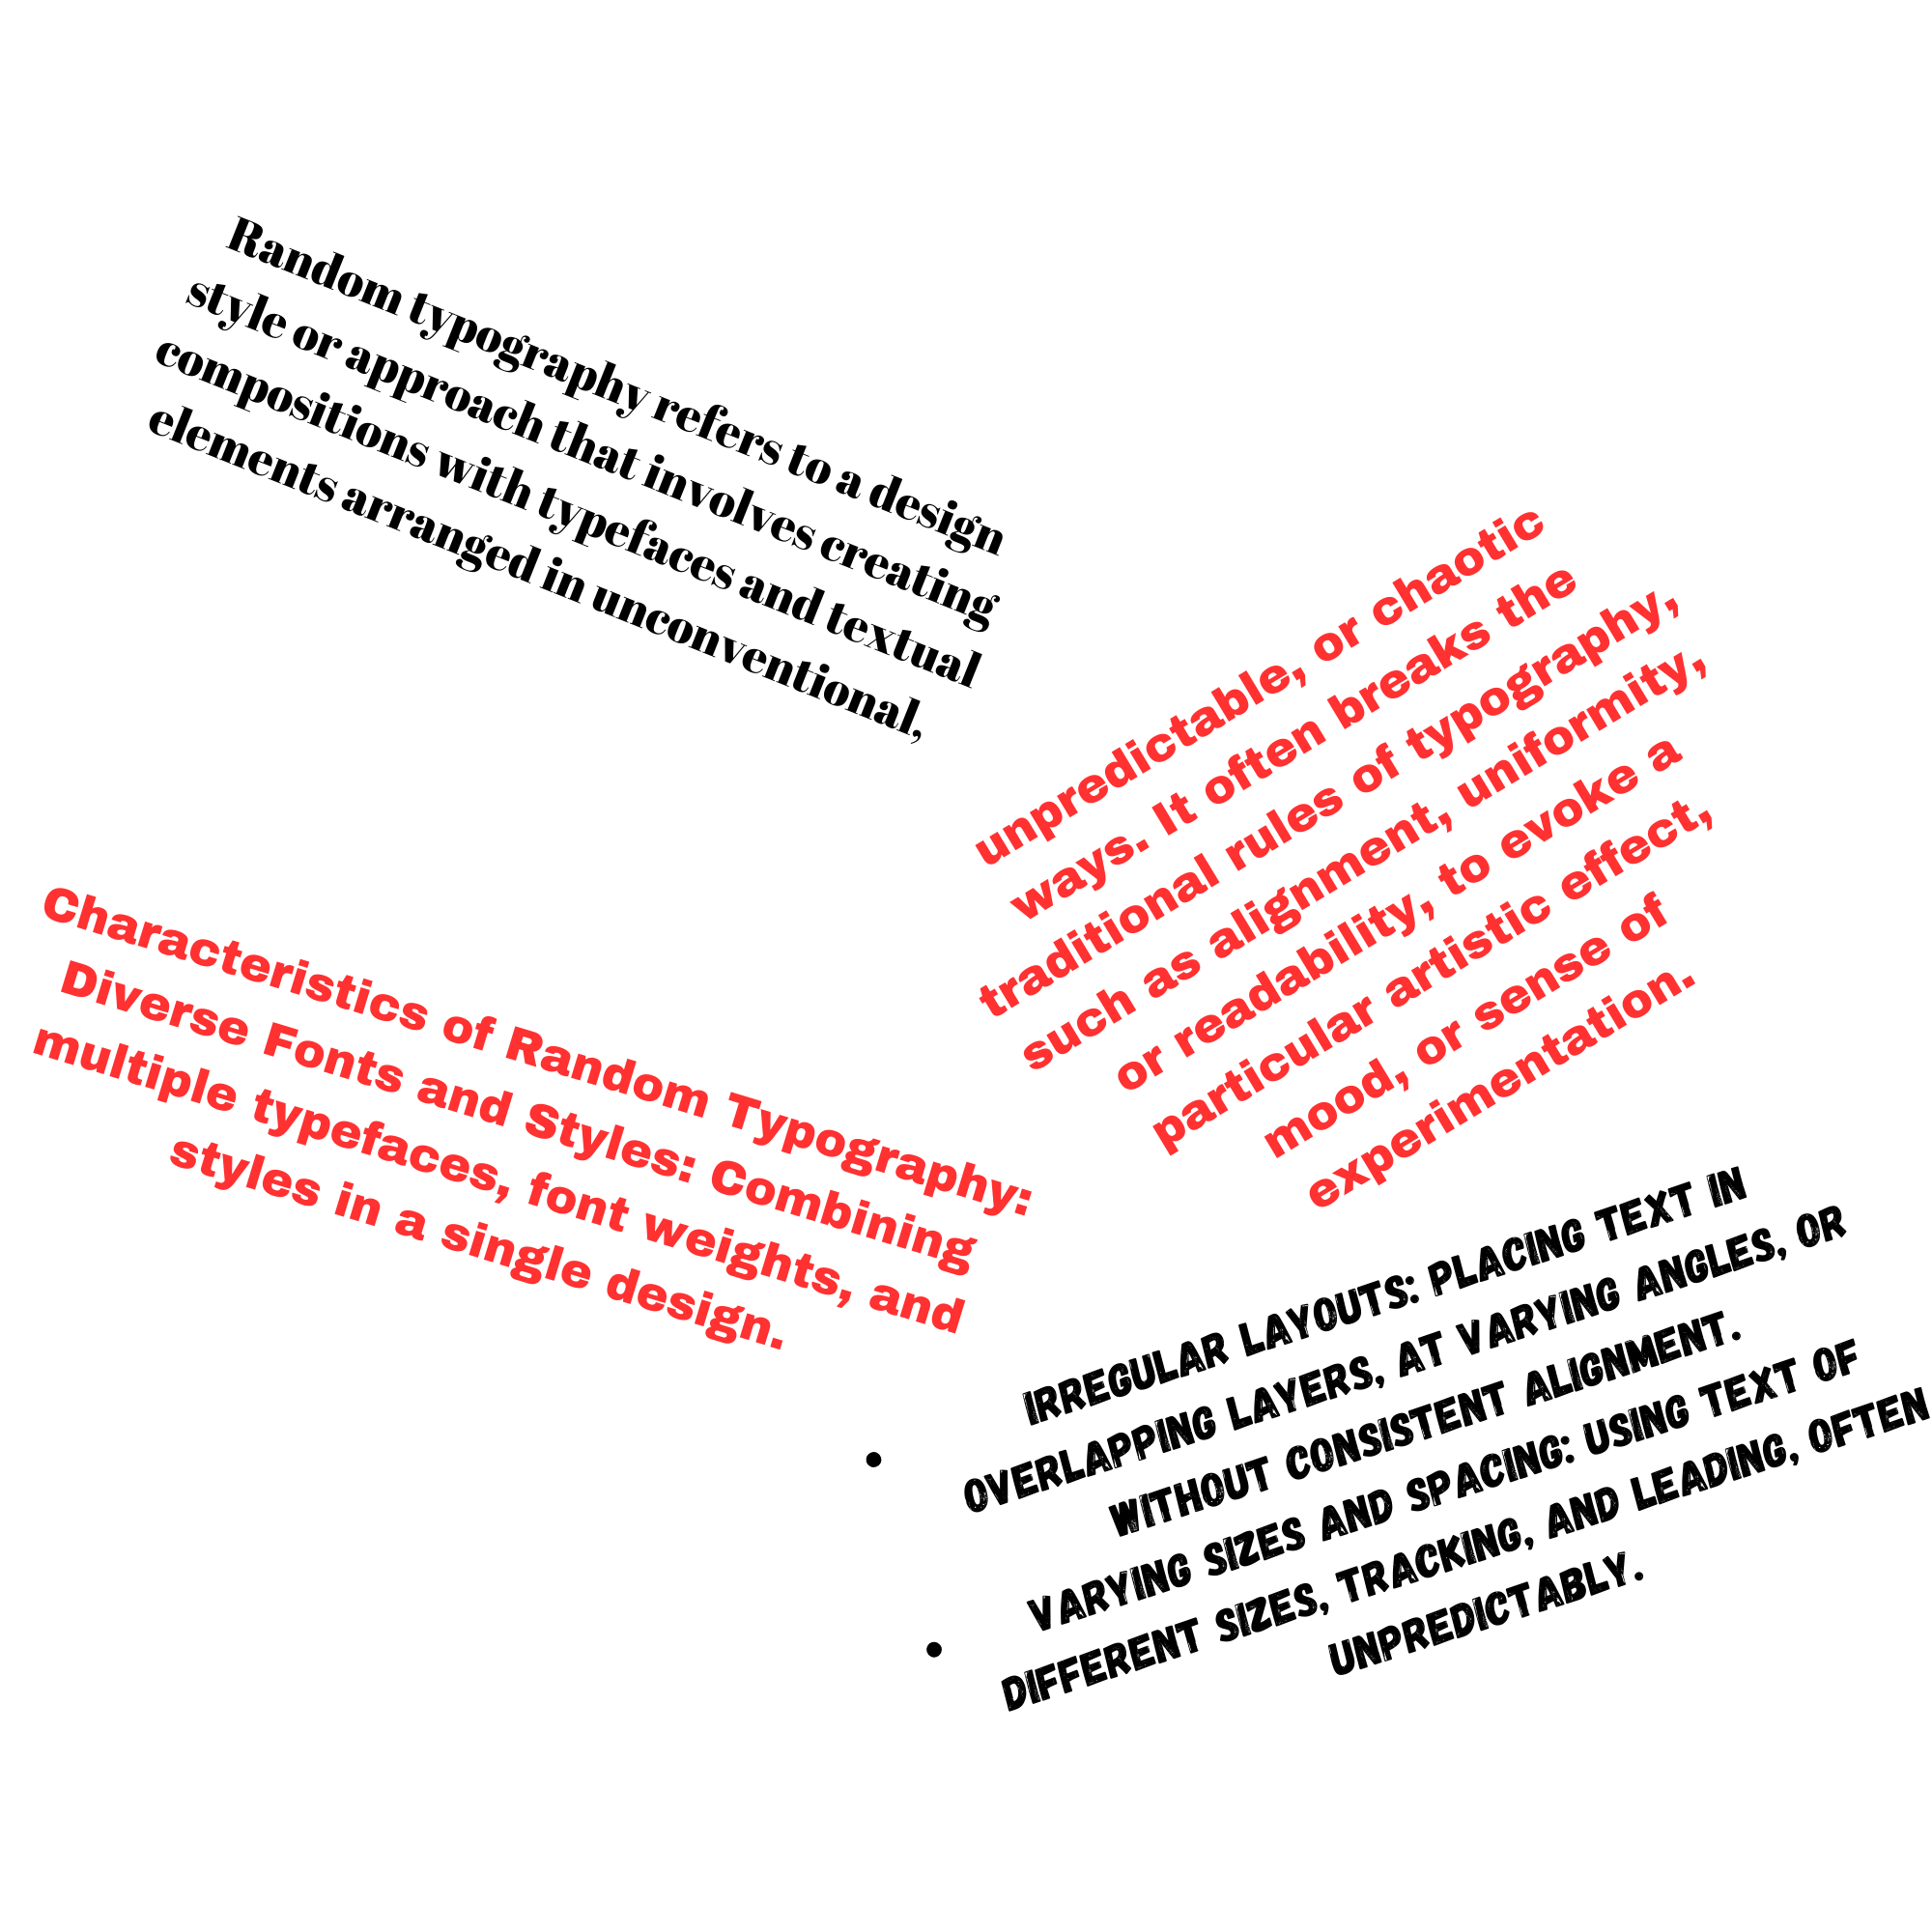 Random typography refers to a design
style or approach that involves creating
compositions with typefaces and textual
elements arranged in unconventional,
unpredictable, or chaotic
ways. It often breaks the
traditional rules of typography,
such as alignment, uniformity,
or readability, to evoke a
particular artistic effect,
mood, or sense of
experimentation.
Characteristics of Random Typography:
Diverse Fonts and Styles: Combining
multiple typefaces, font weights, and
styles in a single design.
• IRREGULAR LAYOUTS: PLACING TEXT IN
OVERLAPPING LAYERS, AT VARYING ANGLES, OR
WITHOUT CONSISTENT ALIGNMENT.
• VARYING SIZES AND SPACING: USING TEXT OF
DIFFERENT SIZES, TRACKING, AND LEADING, OFTEN
UNPREDICTABLY.